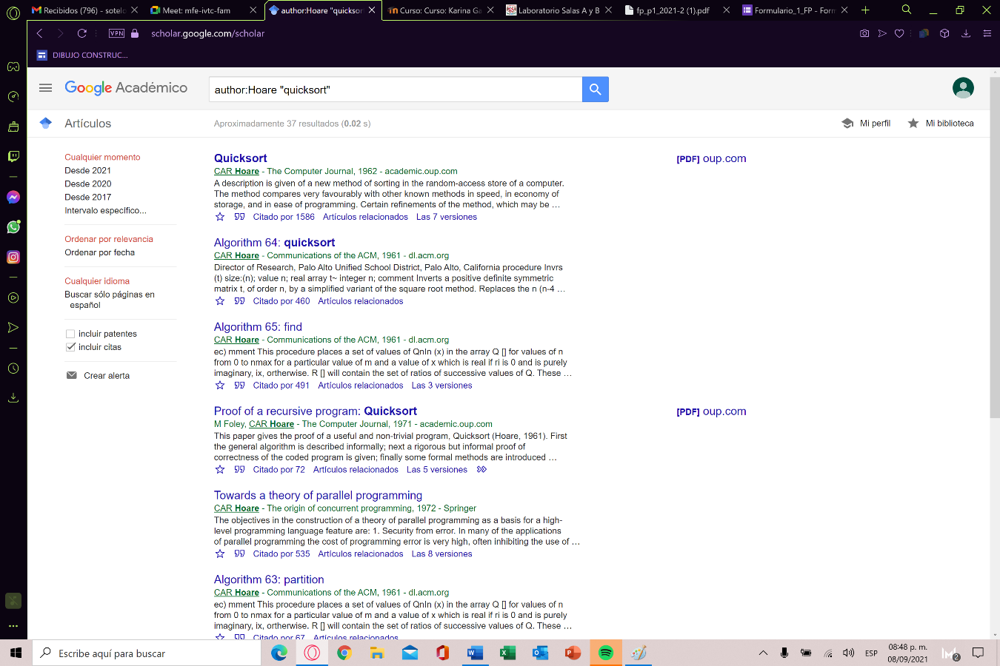 Recibidos (796) - sotelo
Meet: mfe-ivtc-fam
author:Hoare "quicksor
Curso: Curso: Karina Ga
Laboratorio Salas A y B
fp_p1_2021-2 (1).pdf
Formulario_1_FP - Form
VPN
scholar.google.com/scholar
DIBUJO CONSTRUC...
Google Académico
author:Hoare "quicksort"
Artículos
Aproximadamente 37 resultados (0.02 s)
Mi perfil
Mi biblioteca
Cualquier momento
Desde 2021
Desde 2020
Desde 2017
Intervalo específico...
Ordenar por relevancia
Ordenar por fecha
Cualquier idioma
Buscar sólo páginas en
español
incluir patentes
incluir citas
Crear alerta
Quicksort
[PDF] oup.com
CAR Hoare - The Computer Journal, 1962 - academic.oup.com
A description is given of a new method of sorting in the random-access store of a computer.
The method compares very favourably with other known methods in speed, in economy of
storage, and in ease of programming. Certain refinements of the method, which may be ...
Citado por 1586 Artículos relacionados Las 7 versiones
Algorithm 64: quicksort
CAR Hoare - Communications of the ACM, 1961 - dl.acm.org
Director of Research, Palo Alto Unified School District, Palo Alto, California procedure Invrs
(t) size:(n); value n; real array t~ integer n; comment Inverts a positive definite symmetric
matrix t, of order n, by a simplified variant of the square root method. Replaces the n (n-4 ...
Citado por 460 Artículos relacionados
Algorithm 65: find
CAR Hoare - Communications of the ACM, 1961 - dl.acm.org
ec) mment This procedure places a set of values of QnIn (x) in the array Q [] for values of n
from 0 to nmax for a particular value of m and a value of x which is real if ri is 0 and is purely
imaginary, ix, ortherwise. R [] will contain the set of ratios of successive values of Q. These ...
Citado por 491 Artículos relacionados Las 3 versiones
Proof of a recursive program: Quicksort
[PDF] oup.com
M Foley, CAR Hoare - The Computer Journal, 1971 - academic.oup.com
This paper gives the proof of a useful and non-trivial program, Quicksort (Hoare, 1961). First
the general algorithm is described informally; next a rigorous but informal proof of
correctness of the coded program is given; finally some formal methods are introduced ...
Citado por 72 Artículos relacionados Las 5 versiones
Towards a theory of parallel programming
CAR Hoare - The origin of concurrent programming, 1972 - Springer
The objectives in the construction of a theory of parallel programming as a basis for a high-
level programming language feature are: 1. Security from error. In many of the applications
of parallel programming the cost of programming error is very high, often inhibiting the use of ...
Citado por 535 Artículos relacionados Las 8 versiones
Algorithm 63: partition
CAR Hoare - Communications of the ACM, 1961 - dl.acm.org
ec) mment This procedure places a set of values of QnIn (x) in the array Q [] for values of n
from 0 to nmax for a particular value of m and a value of x which is real if ri is 0 and is purely
imaginary, ix, ortherwise. R [] will contain the set of ratios of successive values of Q. These ...
Citado por 67 Artículos relacionados
Escribe aquí para buscar
ESP
08:48 p. m.
08/09/2021
2